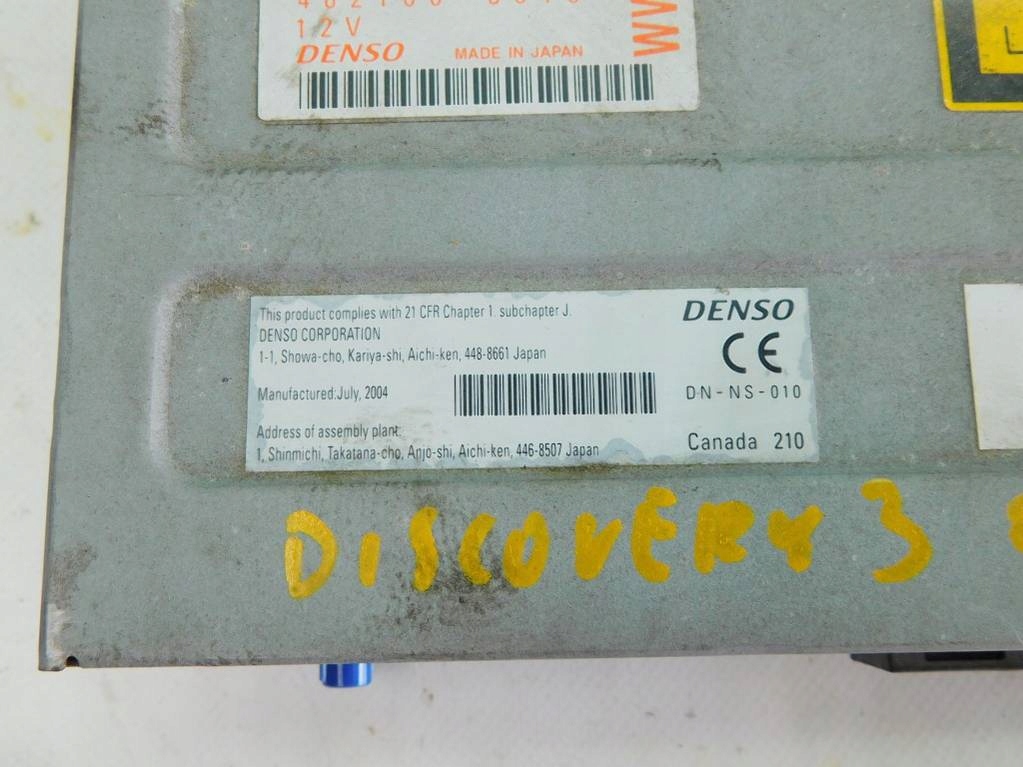 12V
DENSO MADE IN JAPAN
This product complies with 21 CFR Chapter 1. subchapter J.
DENSO CORPORATION
1-1, Showa-cho, Kariya-shi, Aichi-ken, 448-8661 Japan
Manufactured:July, 2004
Address of assembly plant:
1, Shinmichi, Takatana-cho, Anjo-shi, Aichi-ken, 446-8507 Japan
DENSO
CE
DN-NS-010
Canada 210
DISCOVERY 3